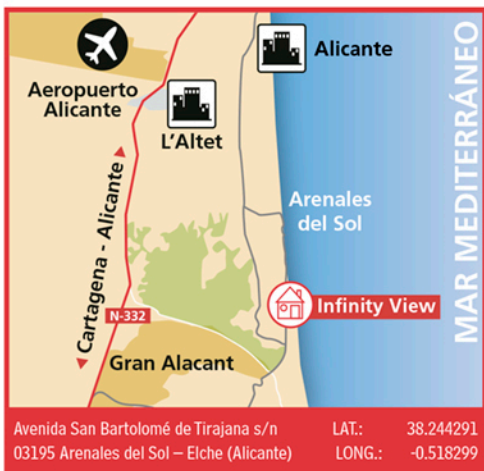 Aeropuerto
Alicante
Alicante
L'Altet
Cartagena - Alicante
MAR MEDITERRÁNEO
Arenales
del Sol
Infinity View
N-332
Gran Alacant
Avenida San Bartolomé de Tirajana s/n
LAT.: 38.244291
03195 Arenales del Sol – Elche (Alicante)
LONG.: -0.518299